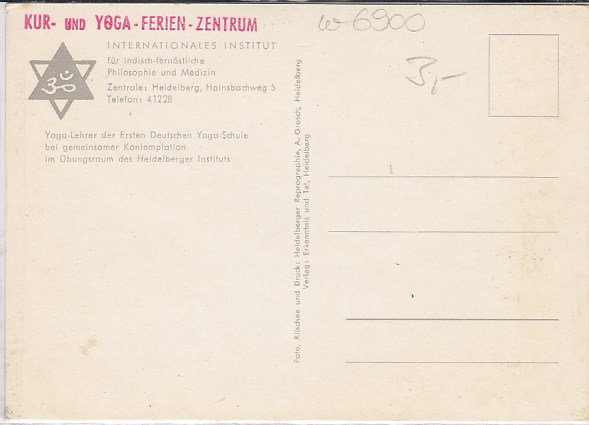 KUR- UND YOGA-FERIEN-ZENTRUM
INTERNATIONALES INSTITUT
für indisch-fernöstliche
Philosophie und Medizin
Zentrale: Heidelberg, Hainsbachweg 5
Telefon: 41228
ॐ
Yoga-Lehrer der Ersten Deutschen Yoga-Schule
bei gemeinsamer Kontemplation
im Übungsraum des Heidelberger Instituts
Foto, Klischee und Druck: Heidelberger Reprographie, A. Grosch, Heidelberg
Verlag: Erkenntnis und Tat, Heidelberg
W-6900
3,-